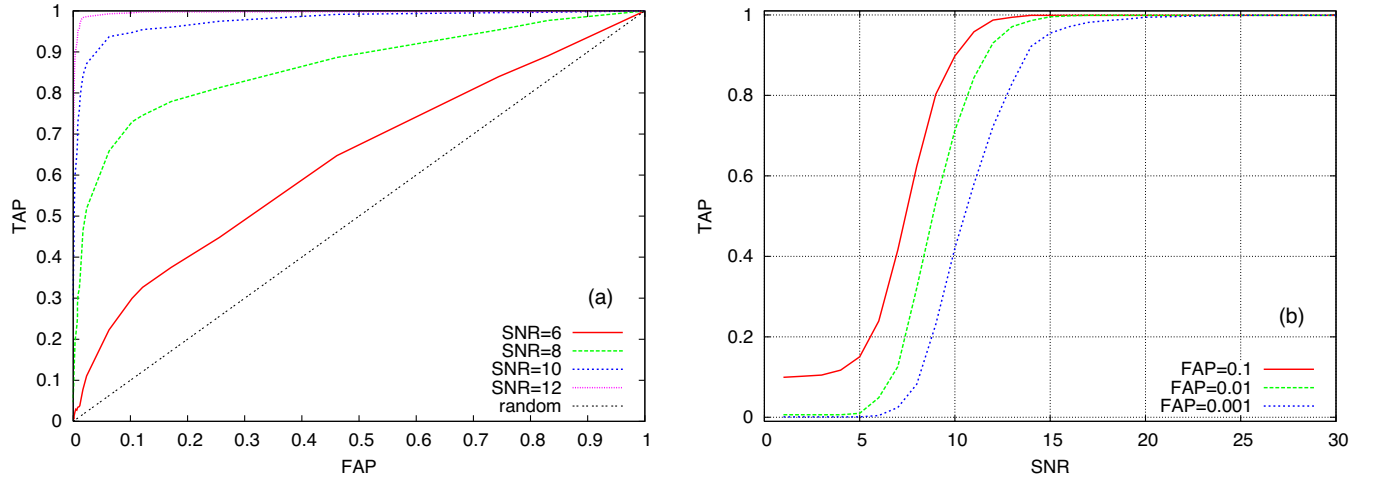 1
0.9
0.8
0.7
0.6
0.5
0.4
0.3
0.2
0.1
0
TAP
0 0.1 0.2 0.3 0.4 0.5 0.6 0.7 0.8 0.9 1
FAP
(a)
SNR=6
SNR=8
SNR=10
SNR=12
random
1
0.8
0.6
0.4
0.2
0
TAP
0 5 10 15 20 25 30
SNR
(b)
FAP=0.1
FAP=0.01
FAP=0.001